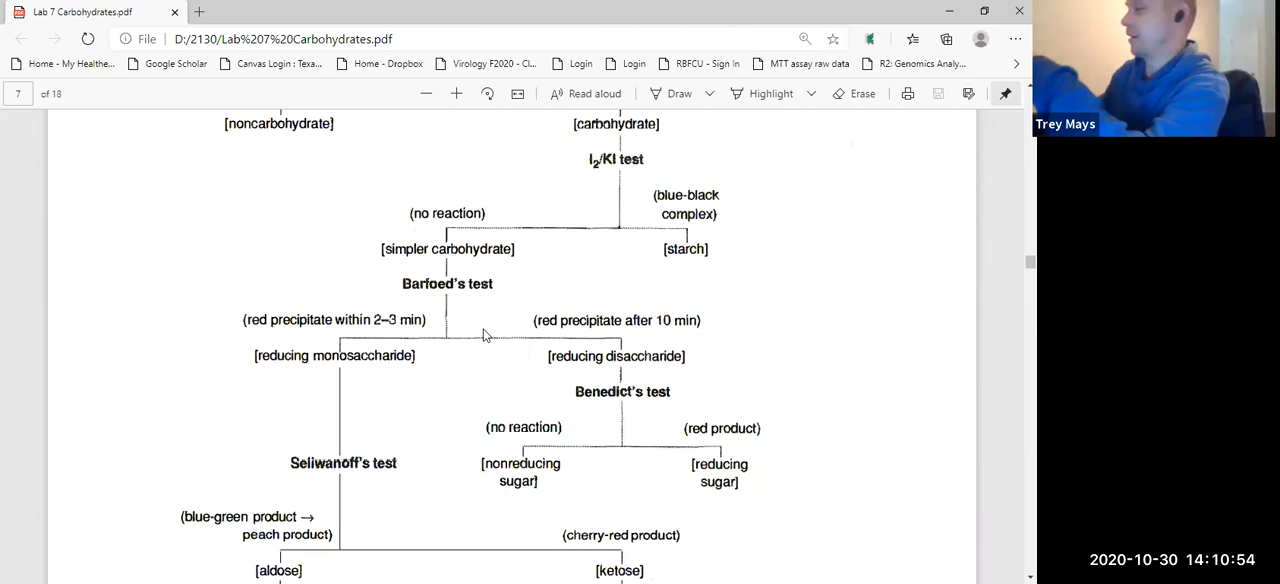 Lab 7 Carbohydrates.pdf
File
D:/2130/Lab%207%20Carbohydrates.pdf
Home - My Healthe...
Google Scholar
Canvas Login : Texa...
Home - Dropbox
Virology F2020 - Cl...
Login
Login
RBFCU - Sign In
MTT assay raw data
R2: Genomics Analy...
7
of 18
Read aloud
Draw
Highlight
Erase
Trey Mays
[noncarbohydrate]
[carbohydrate]
I2/KI test
(blue-black
complex)
(no reaction)
[simpler carbohydrate]
[starch]
Barfoed's test
(red precipitate within 2–3 min)
(red precipitate after 10 min)
[reducing monosaccharide]
[reducing disaccharide]
Benedict's test
(no reaction)
(red product)
Seliwanoff's test
[nonreducing
sugar]
[reducing
sugar]
(blue-green product →
peach product)
(cherry-red product)
[aldose]
[ketose]
2020-10-30 14:10:54